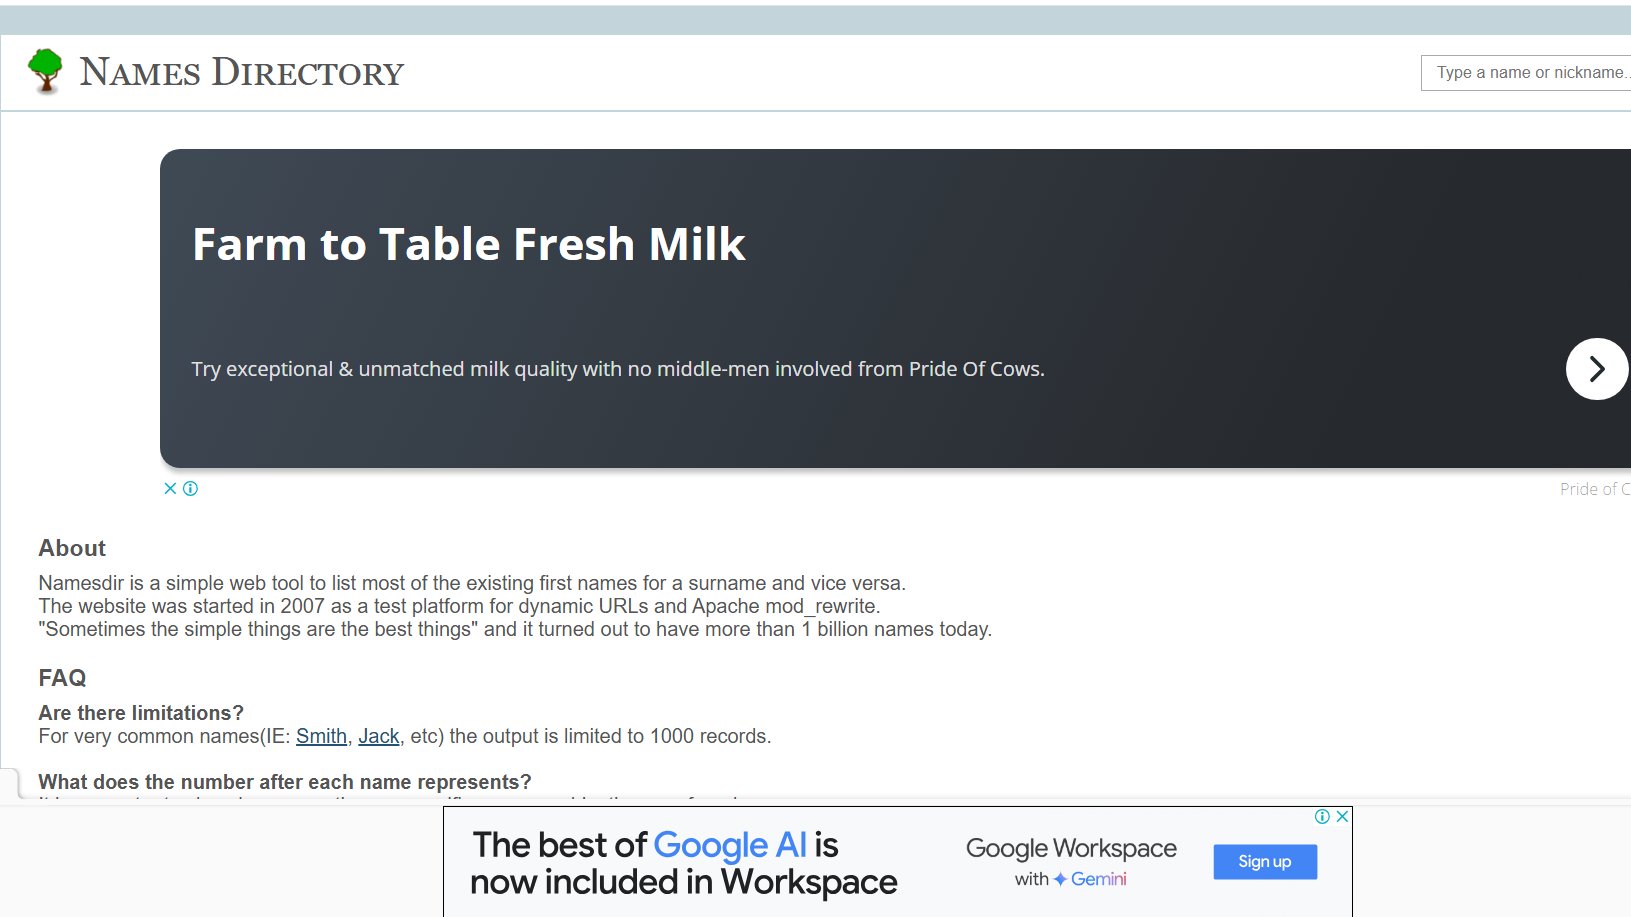 NAMES DIRECTORY
Type a name or nickname..
Farm to Table Fresh Milk
Try exceptional & unmatched milk quality with no middle-men involved from Pride Of Cows.
Pride of C
About
Namesdir is a simple web tool to list most of the existing first names for a surname and vice versa.
The website was started in 2007 as a test platform for dynamic URLs and Apache mod_rewrite.
"Sometimes the simple things are the best things" and it turned out to have more than 1 billion names today.
FAQ
Are there limitations?
For very common names(IE: Smith, Jack, etc) the output is limited to 1000 records.
What does the number after each name represents?
The best of Google AI is
now included in Workspace
Google Workspace
with Gemini
Sign up